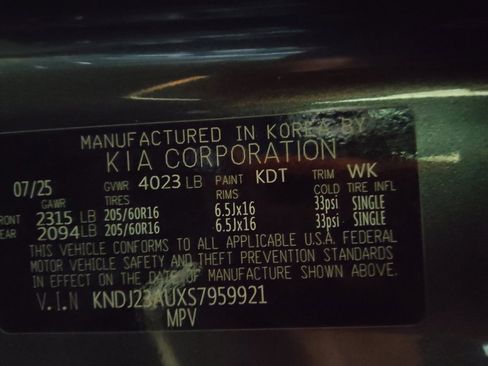 MANUFACTURED IN KOREA BY
KIA CORPORATION
07/25 GVWR 4023 LB PAINT KDT TRIM WK
GAWR TIRES RIMS COLD TIRE INFL
FRONT 2315 LB 205/60R16 6.5Jx16 33psi SINGLE
REAR 2094 LB 205/60R16 6.5Jx16 33psi SINGLE
THIS VEHICLE CONFORMS TO ALL APPLICABLE U.S.A. FEDERAL
MOTOR VEHICLE SAFETY AND THEFT PREVENTION STANDARDS
IN EFFECT ON THE DATE OF MANUFACTURE SHOWN ABOVE.
V.I.N KNDJ23AUXS7959921
MPV